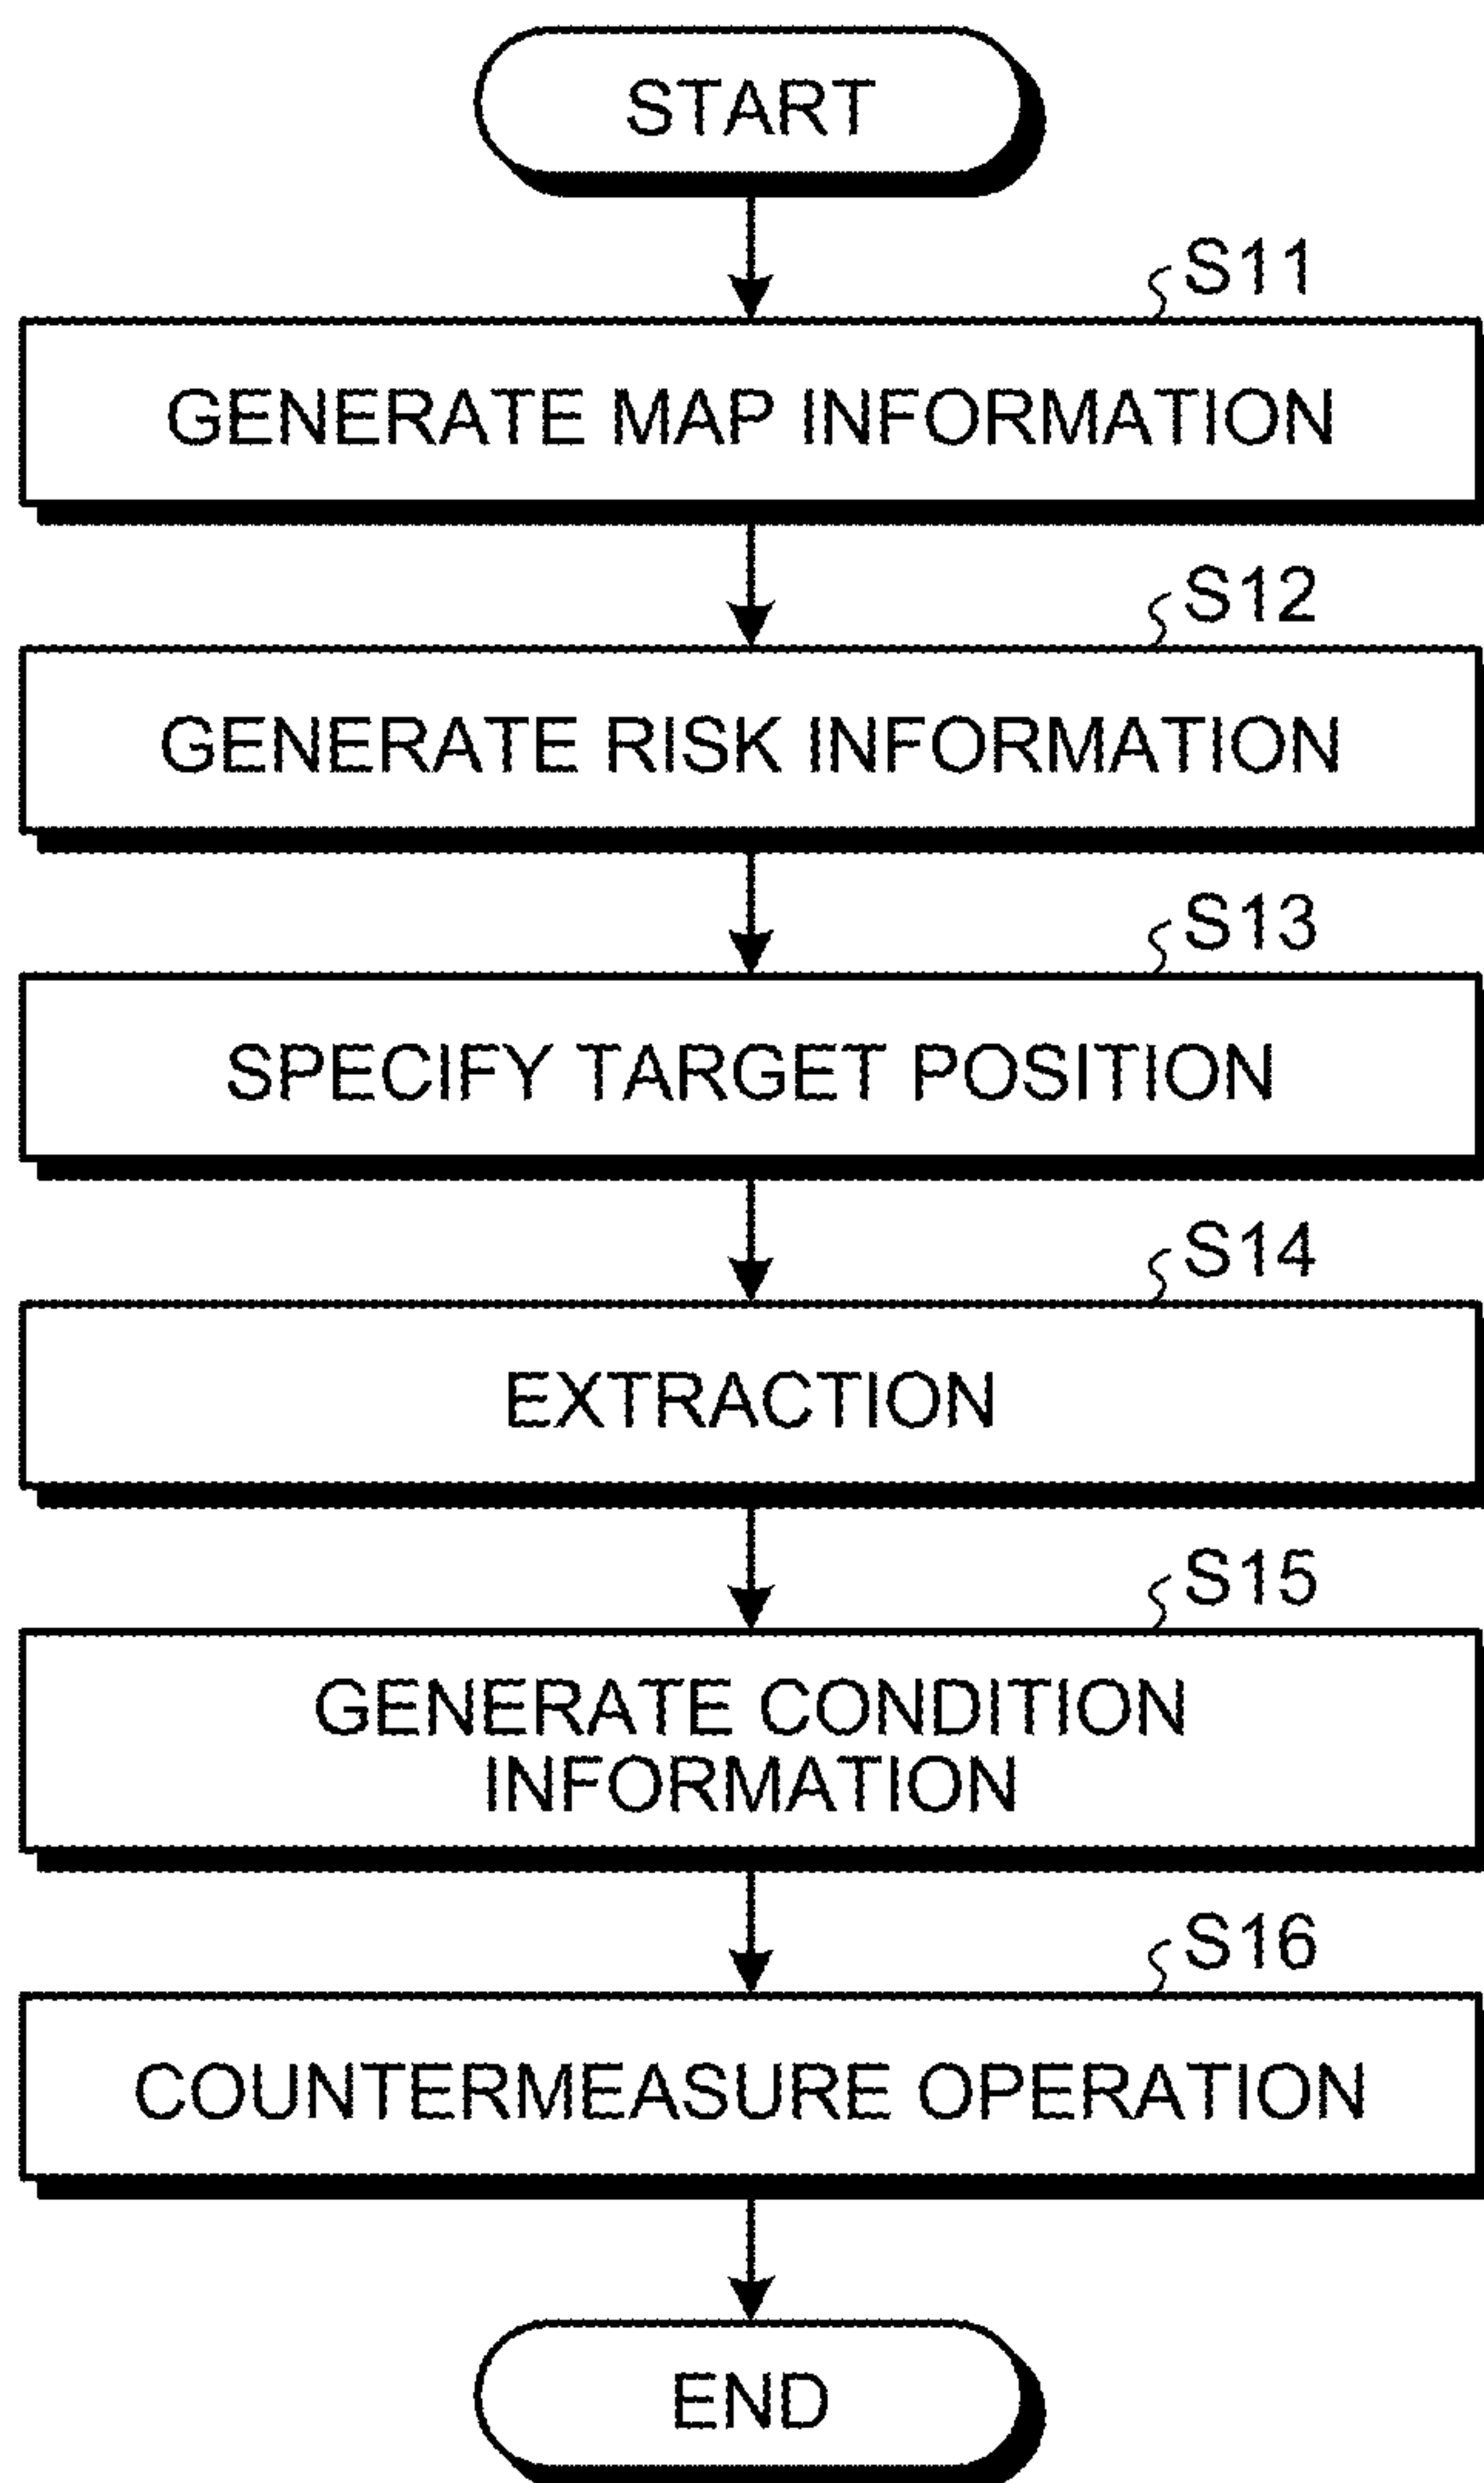 START
S11
GENERATE MAP INFORMATION
S12
GENERATE RISK INFORMATION
S13
SPECIFY TARGET POSITION
S14
EXTRACTION
S15
GENERATE CONDITION
INFORMATION
S16
COUNTERMEASURE OPERATION
END